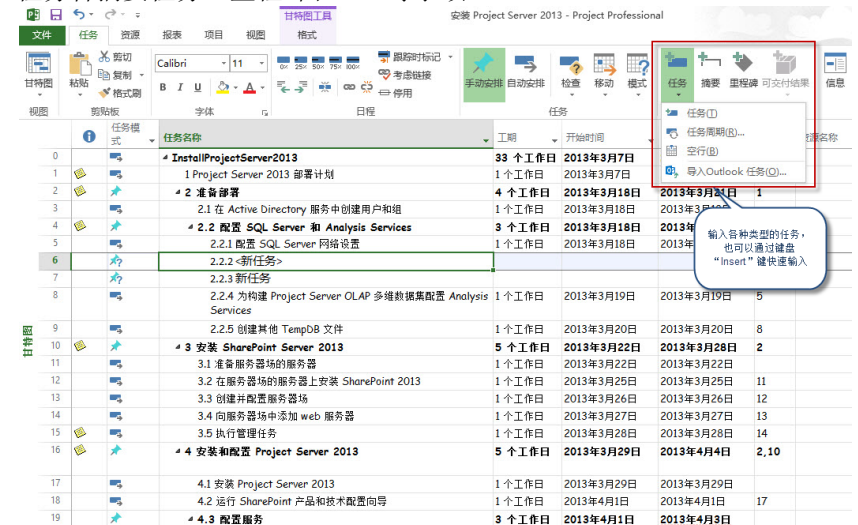 甘特图工具
安装 Project Server 2013 - Project Professional
文件 任务 资源 报表 项目 视图 格式
甘特图
粘贴
剪切
复制
格式刷
Calibri 11
B I U A
0× 25× 50× 75× 100×
跟踪时标记
考虑链接
停用
手动安排 自动安排
检查 移动 模式
任务 摘要 里程碑 可交付结果
信息
视图 剪贴板 字体 日程 任务
任务(T)
任务周期(R)...
空行(B)
导入Outlook 任务(O)...
输入各种类型的任务，
也可以通过键盘
“Insert”键快速输入
任务模式 任务名称 工期 开始时间 资源名称
0 InstallProjectServer2013 33 个工作日 2013年3月7日
1 1 Project Server 2013 部署计划 1 个工作日 2013年3月7日
2 2 准备部署 4 个工作日 2013年3月18日 2013年3月21日 1
3 2.1 在 Active Directory 服务中创建用户和组 1 个工作日 2013年3月18日 2013年3月18日
4 2.2 配置 SQL Server 和 Analysis Services 3 个工作日 2013年3月18日 2013
5 2.2.1 配置 SQL Server 网络设置 1 个工作日 2013年3月18日 2013
6 2.2.2 <新任务>
7 2.2.3 新任务
8 2.2.4 为构建 Project Server OLAP 多维数据集配置 Analysis 1 个工作日 2013年3月19日 2013年3月19日 5
Services
9 2.2.5 创建其他 TempDB 文件 1 个工作日 2013年3月20日 2013年3月20日 8
甘特图
10 3 安装 SharePoint Server 2013 5 个工作日 2013年3月22日 2013年3月28日 2
11 3.1 准备服务器场的服务器 1 个工作日 2013年3月22日 2013年3月22日
12 3.2 在服务器场的服务器上安装 SharePoint 2013 1 个工作日 2013年3月25日 2013年3月25日 11
13 3.3 创建并配置服务器场 1 个工作日 2013年3月26日 2013年3月26日 12
14 3.4 向服务器场中添加 web 服务器 1 个工作日 2013年3月27日 2013年3月27日 13
15 3.5 执行管理任务 1 个工作日 2013年3月28日 2013年3月28日 14
16 4 安装和配置 Project Server 2013 5 个工作日 2013年3月29日 2013年4月4日 2,10
17 4.1 安装 Project Server 2013 1 个工作日 2013年3月29日 2013年3月29日
18 4.2 运行 SharePoint 产品和技术配置向导 1 个工作日 2013年4月1日 2013年4月1日 17
19 4.3 配置服务 3 个工作日 2013年4月1日 2013年4月3日